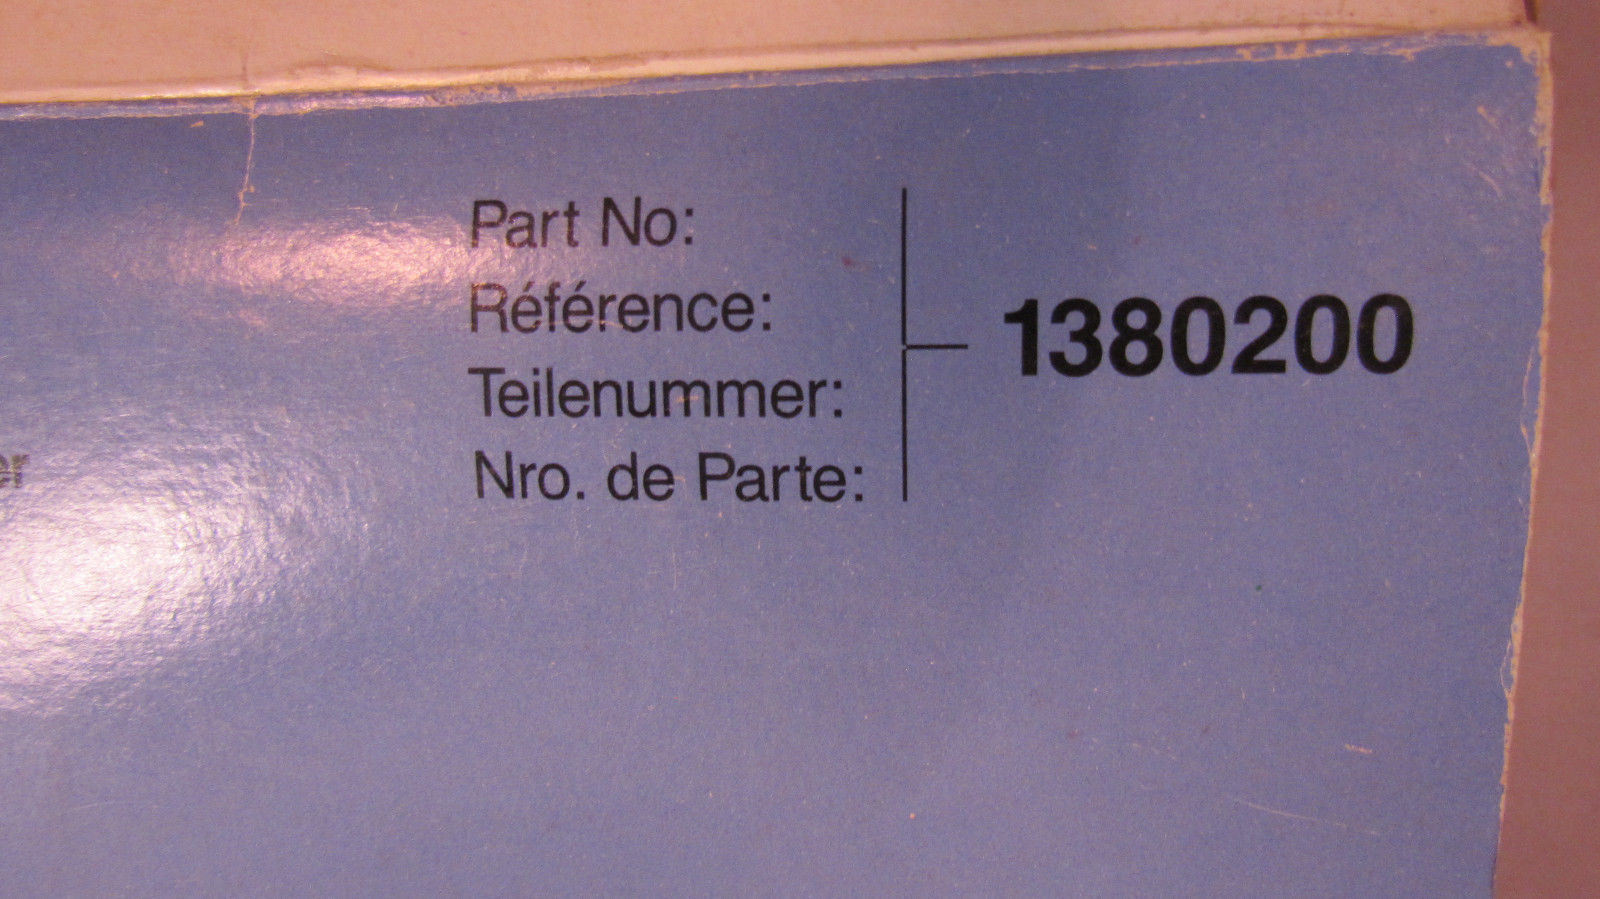 Part No:
Référence:
Teilenummer:
Nro. de Parte:
1380200